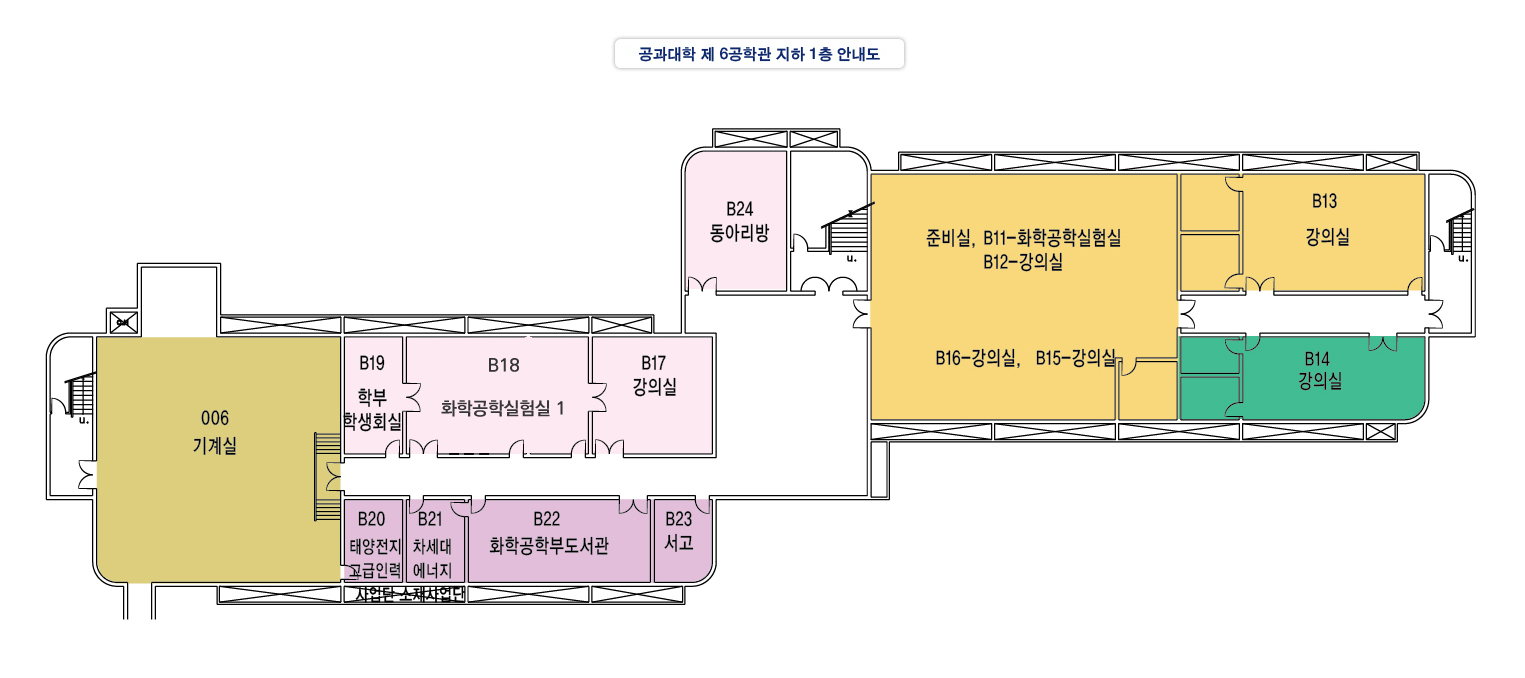 공과대학 제 6공학관 지하 1층 안내도
B24
동아리방
u.
준비실, B11-화학공학실험실
B12-강의실
B13
강의실
u.
B16-강의실, B15-강의실
B14
강의실
006
기계실
u.
B19
학부
학생회실
B18
화학공학실험실 1
B17
강의실
B20
태양전지
고급인력
사업단
B21
차세대
에너지
소재사업단
B22
화학공학부도서관
B23
서고